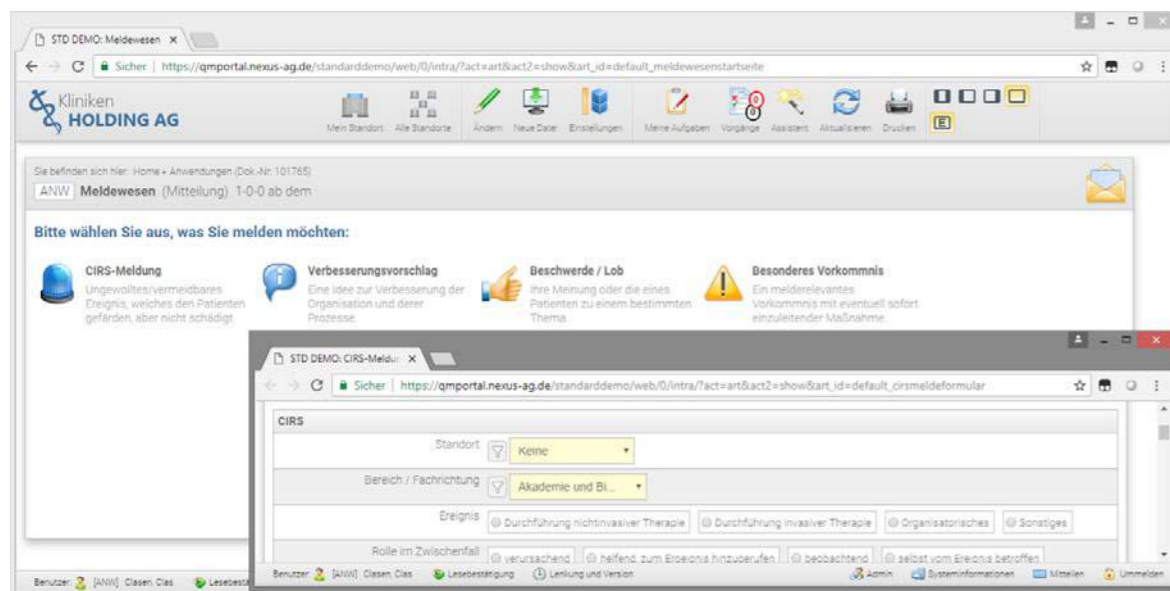 STD DEMO: Meldewesen
Sicher | https://qmportal.nexus-ag.de/standarddemo/web/0/intra/?act=art&act2=show&art_id=default_meldewesenstartseite
Kliniken
HOLDING AG
Mein Standort Alle Standorte Ändern Neue Datei Einstellungen Meine Aufgaben Vorgänge Assistent Aktualisieren Drucken
E
Sie befinden sich hier: Home • Anwendungen (Dok.-Nr. 101765)
ANW Meldewesen (Mitteilung) 1-0-0 ab dem
Bitte wählen Sie aus, was Sie melden möchten:
CIRS-Meldung
Ungewolltes/vermeidbares
Ereignis, welches den Patienten
gefärden, aber nicht schädigt.
Verbesserungsvorschlag
Eine Idee zur Verbesserung der
Organisation und derer
Prozesse.
Beschwerde / Lob
Ihre Meinung oder die eines
Patienten zu einem bestimmten
Thema.
Besonderes Vorkommnis
Ein melderelevantes
Vorkommnis mit eventuell sofort
einzuleitender Maßnahme.
STD DEMO: CIRS-Meldu
Sicher | https://qmportal.nexus-ag.de/standarddemo/web/0/intra/?act=art&act2=show&art_id=default_cirsmeldeformular
CIRS
Standort Keine
Bereich / Fachrichtung Akademie und Bi...
Ereignis Durchführung nichtinvasiver Therapie Durchführung invasiver Therapie Organisatorisches Sonstiges
Rolle im Zwischenfall verursachend helfend, zum Ereignis hinzugerufen beobachtend selbst vom Ereignis betroffen
Benutzer: [ANW] Clasen, Clas Lesebestätigung Lenkung und Version Admin Systeminformationen Mitteilen Ummelden
Benutzer: [ANW] Clasen, Clas Lesebestä